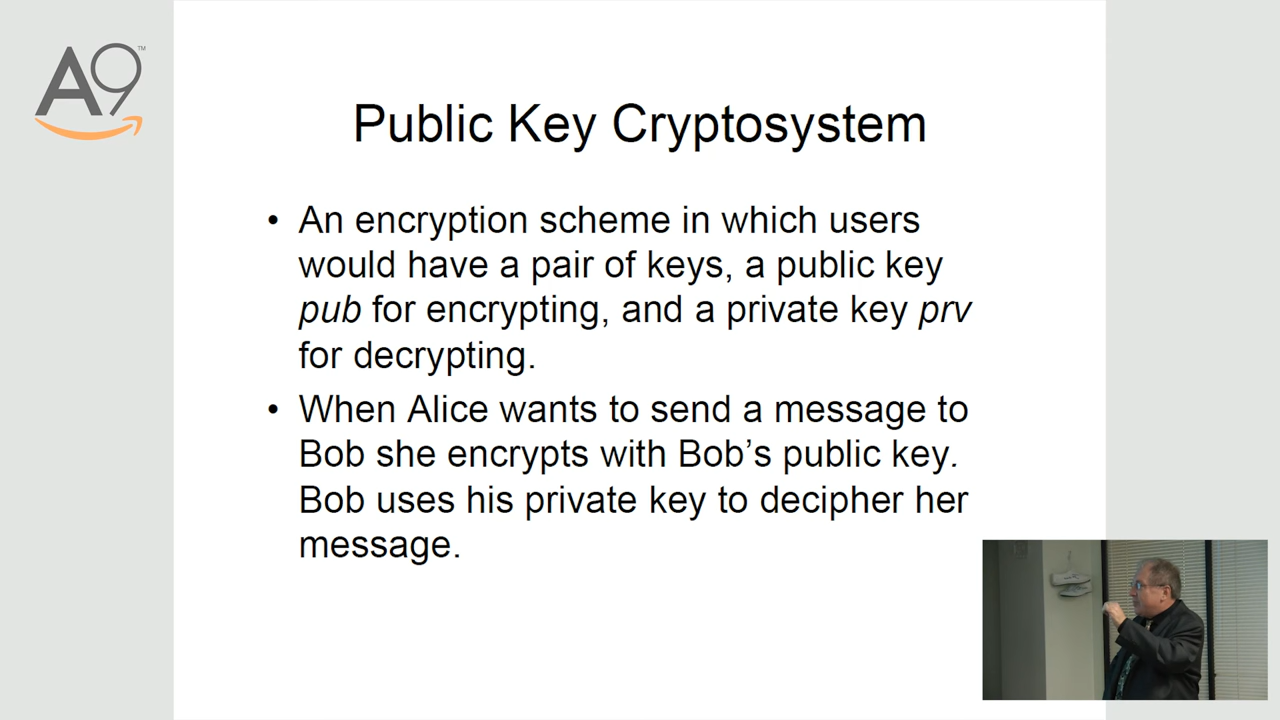 A9™
Public Key Cryptosystem
• An encryption scheme in which users
would have a pair of keys, a public key
pub for encrypting, and a private key prv
for decrypting.
• When Alice wants to send a message to
Bob she encrypts with Bob’s public key.
Bob uses his private key to decipher her
message.